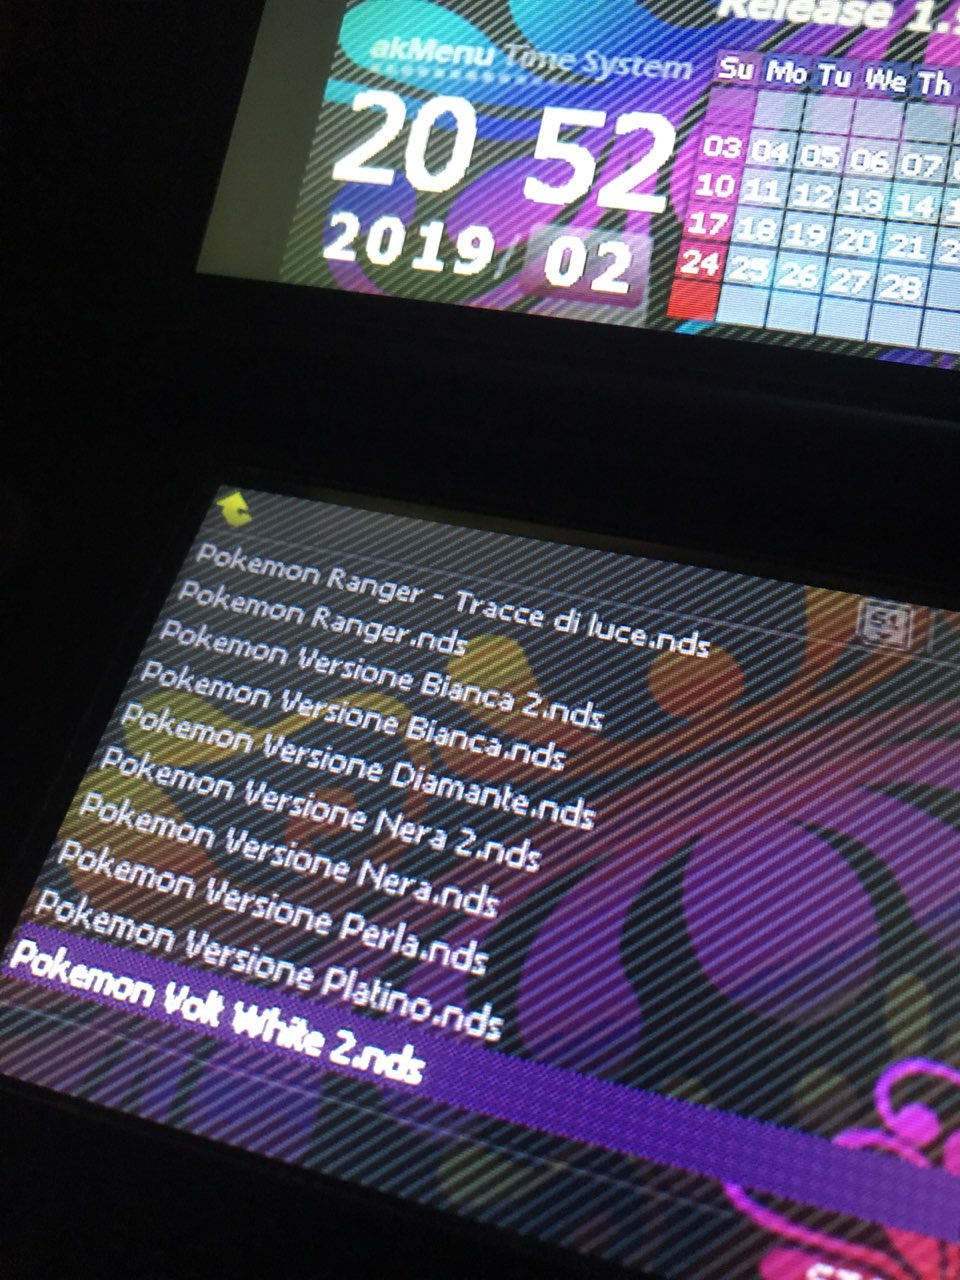 Release 1.
akMenu Time System
20 52
2019/02
Su Mo Tu We Th
03 04 05 06 07
10 11 12 13 14
17 18 19 20 21
24 25 26 27 28
Pokemon Ranger - Tracce di luce.nds
Pokemon Ranger.nds
Pokemon Versione Bianca 2.nds
Pokemon Versione Bianca.nds
Pokemon Versione Diamante.nds
Pokemon Versione Nera 2.nds
Pokemon Versione Nera.nds
Pokemon Versione Perla.nds
Pokemon Versione Platino.nds
Pokemon Volt White 2.nds